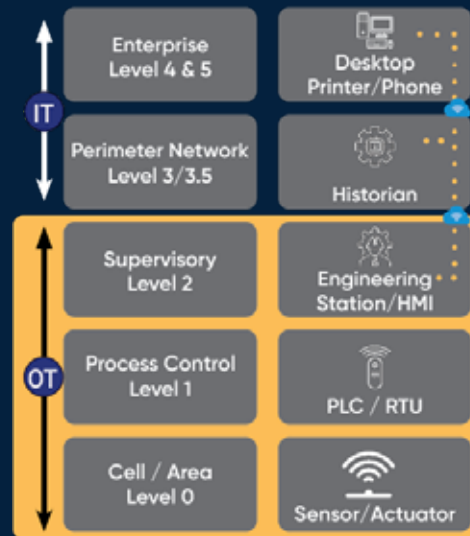 IT
Enterprise
Level 4 & 5
Desktop
Printer/Phone
Perimeter Network
Level 3/3.5
Historian
OT
Supervisory
Level 2
Engineering
Station/HMI
Process Control
Level 1
PLC / RTU
Cell / Area
Level 0
Sensor/Actuator